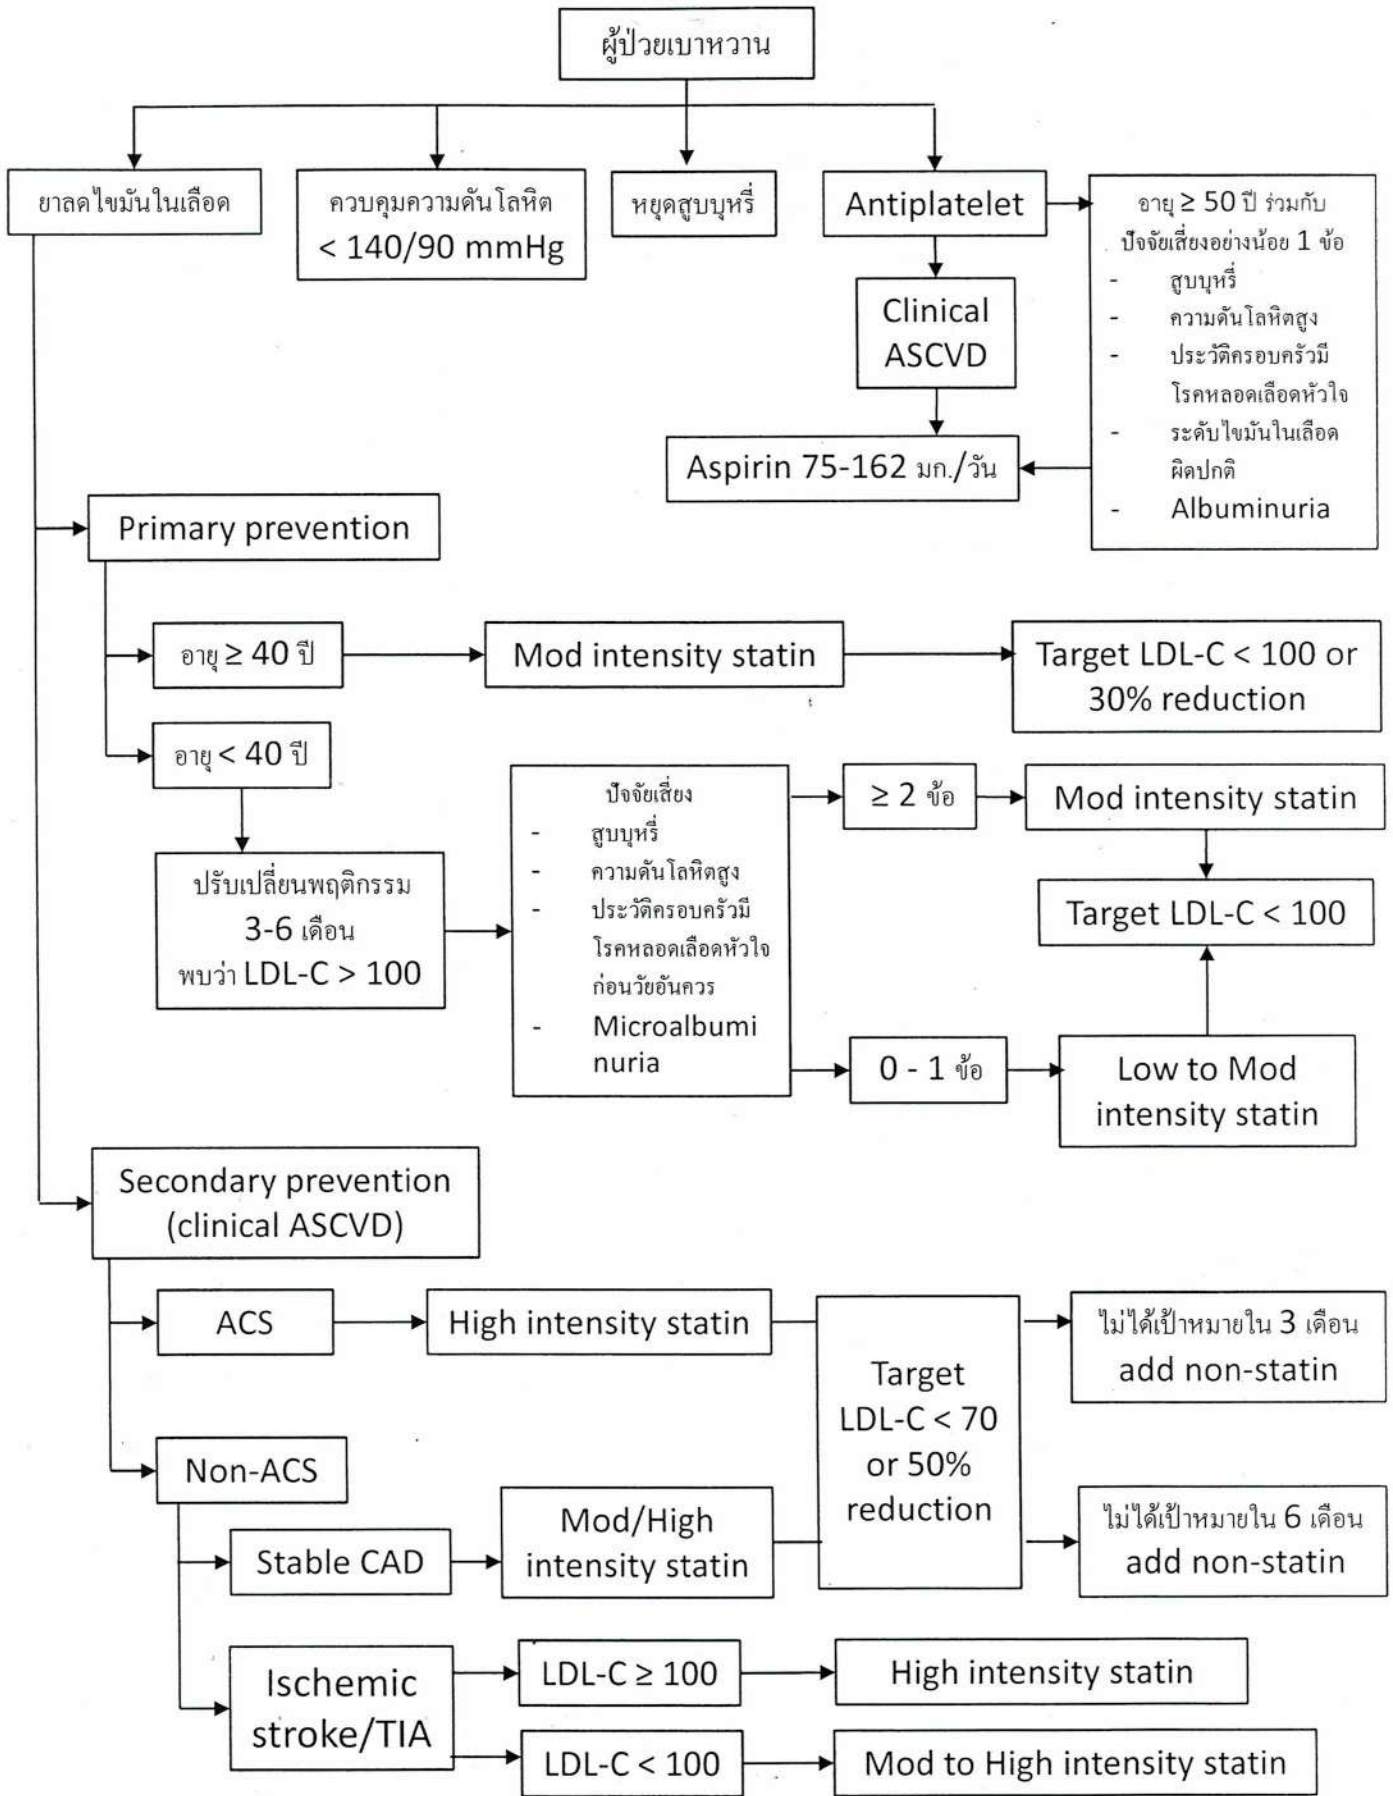 ผู้ป่วยเบาหวาน
ยาลดไขมันในเลือด
ควบคุมความดันโลหิต
< 140/90 mmHg
หยุดสูบบุหรี่
Antiplatelet
อายุ ≥ 50 ปี ร่วมกับ
ปัจจัยเสี่ยงอย่างน้อย 1 ข้อ
- สูบบุหรี่
- ความดันโลหิตสูง
- ประวัติครอบครัวมี
โรคหลอดเลือดหัวใจ
- ระดับไขมันในเลือด
ผิดปกติ
- Albuminuria
Clinical
ASCVD
Aspirin 75-162 มก./วัน
Primary prevention
อายุ ≥ 40 ปี
Mod intensity statin
Target LDL-C < 100 or
30% reduction
อายุ < 40 ปี
ปรับเปลี่ยนพฤติกรรม
3-6 เดือน
พบว่า LDL-C > 100
ปัจจัยเสี่ยง
- สูบบุหรี่
- ความดันโลหิตสูง
- ประวัติครอบครัวมี
โรคหลอดเลือดหัวใจ
ก่อนวัยอันควร
- Microalbumi
nuria
≥ 2 ข้อ
Mod intensity statin
Target LDL-C < 100
0 - 1 ข้อ
Low to Mod
intensity statin
Secondary prevention
(clinical ASCVD)
ACS
High intensity statin
Target
LDL-C < 70
or 50%
reduction
ไม่ได้เป้าหมายใน 3 เดือน
add non-statin
Non-ACS
Stable CAD
Mod/High
intensity statin
ไม่ได้เป้าหมายใน 6 เดือน
add non-statin
Ischemic
stroke/TIA
LDL-C ≥ 100
High intensity statin
LDL-C < 100
Mod to High intensity statin